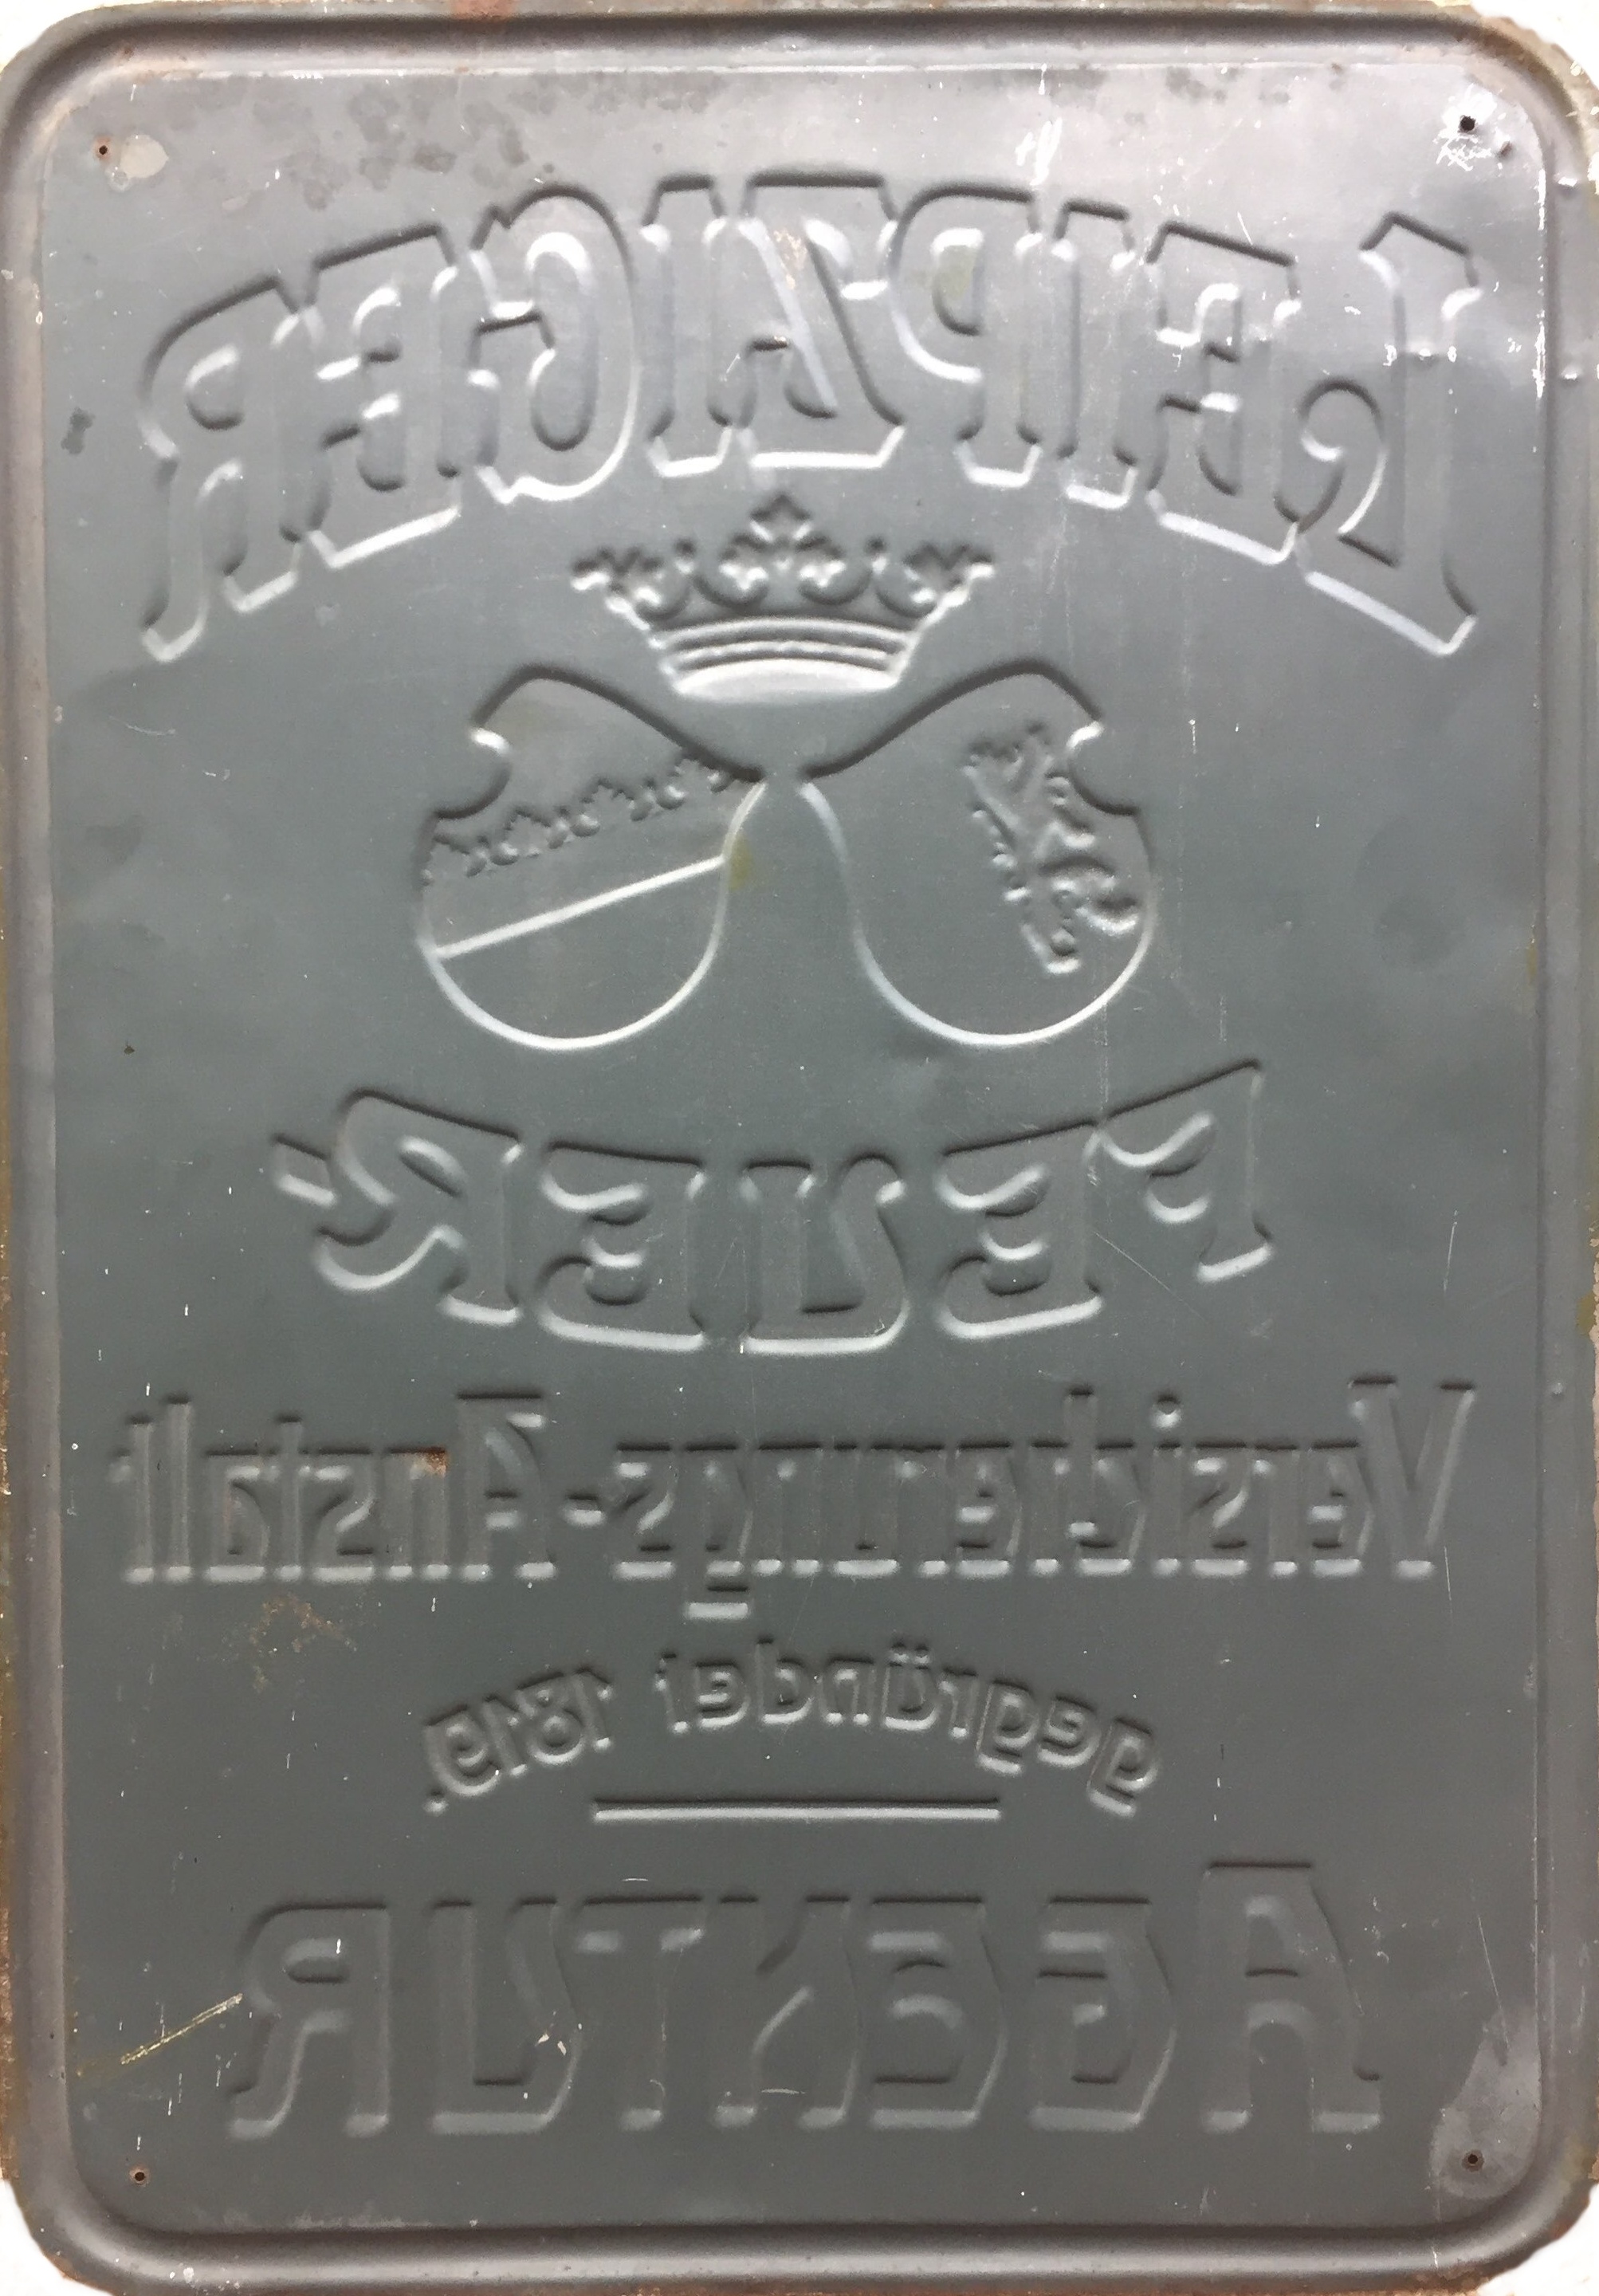 LEIPZIGER
FEUER-
Versicherungs-Anstalt
gegründet 1819.
AGENTUR